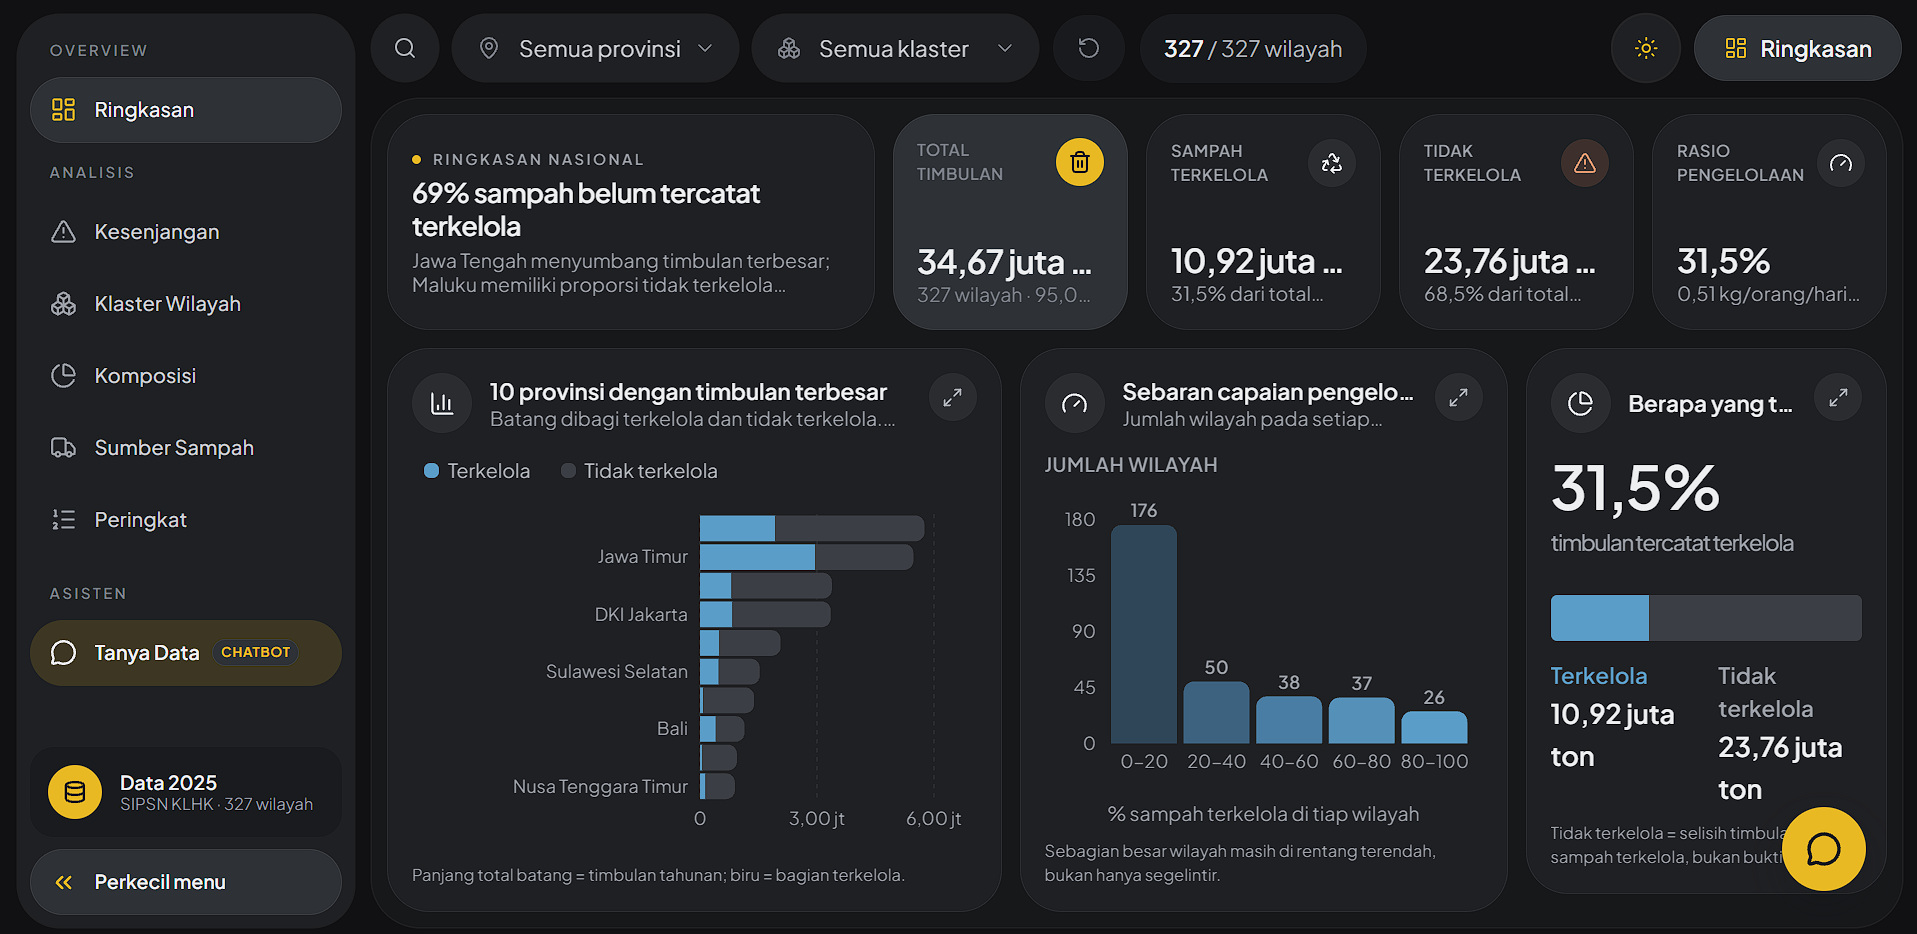 OVERVIEW
Ringkasan
ANALISIS
Kesenjangan
Klaster Wilayah
Komposisi
Sumber Sampah
Peringkat
ASISTEN
Tanya Data CHATBOT
Data 2025
SIPSN KLHK · 327 wilayah
Perkecil menu
Semua provinsi
Semua klaster
327 / 327 wilayah
Ringkasan
RINGKASAN NASIONAL
69% sampah belum tercatat
terkelola
Jawa Tengah menyumbang timbulan terbesar;
Maluku memiliki proporsi tidak terkelola...
TOTAL
TIMBULAN
34,67 juta ...
327 wilayah · 95,0...
SAMPAH
TERKELOLA
10,92 juta ...
31,5% dari total...
TIDAK
TERKELOLA
23,76 juta ...
68,5% dari total...
RASIO
PENGELOLAAN
31,5%
0,51 kg/orang/hari...
10 provinsi dengan timbulan terbesar
Batang dibagi terkelola dan tidak terkelola....
Terkelola
Tidak terkelola
Jawa Timur
DKI Jakarta
Sulawesi Selatan
Bali
Nusa Tenggara Timur
0 3,00 jt 6,00 jt
Panjang total batang = timbulan tahunan; biru = bagian terkelola.
Sebaran capaian pengelo...
Jumlah wilayah pada setiap...
JUMLAH WILAYAH
180
135
90
45
0
176
50
38
37
26
0–20 20–40 40–60 60–80 80–100
% sampah terkelola di tiap wilayah
Sebagian besar wilayah masih di rentang terendah,
bukan hanya segelintir.
Berapa yang t...
31,5%
timbulan tercatat terkelola
Terkelola
10,92 juta
ton
Tidak
terkelola
23,76 juta
ton
Tidak terkelola = selisih timbula
sampah terkelola, bukan bukti